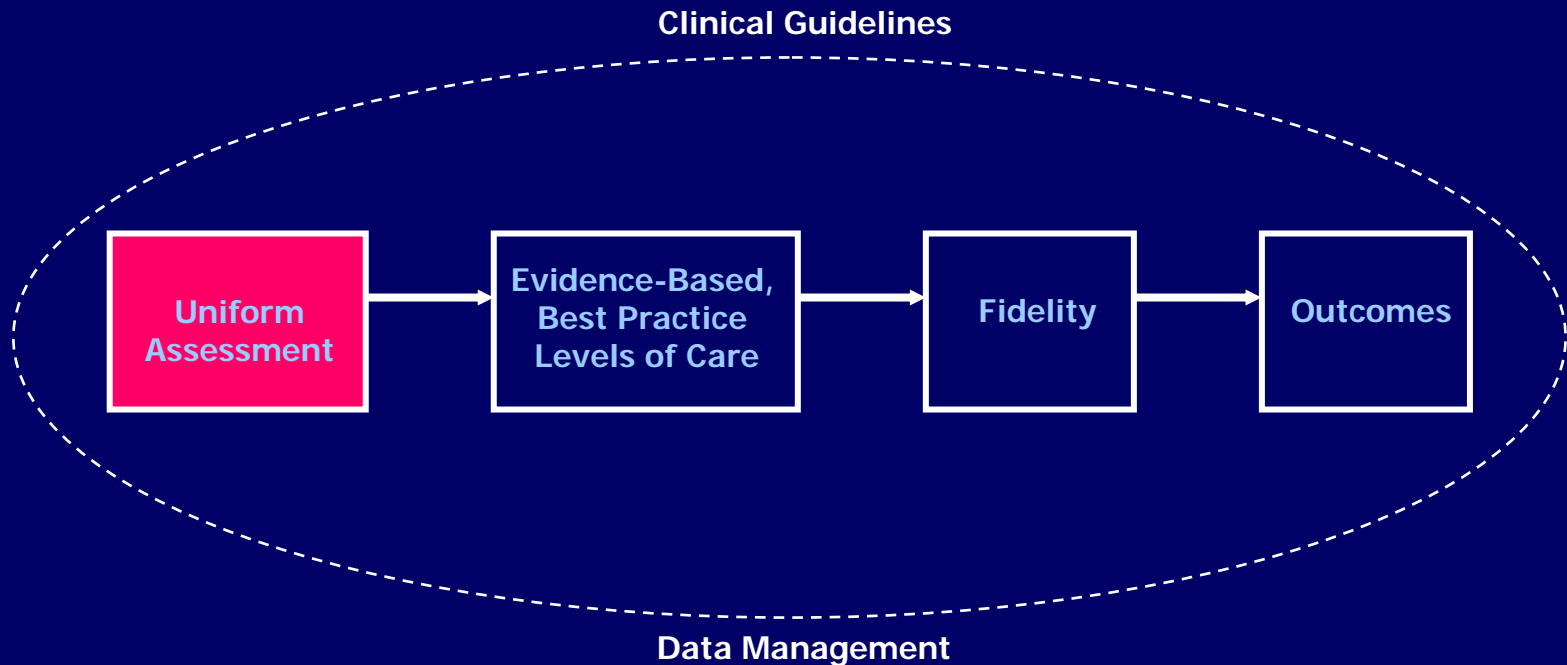 Clinical Guidelines
Uniform
Assessment
Evidence-Based,
Best Practice
Levels of Care
Fidelity
Outcomes
Data Management